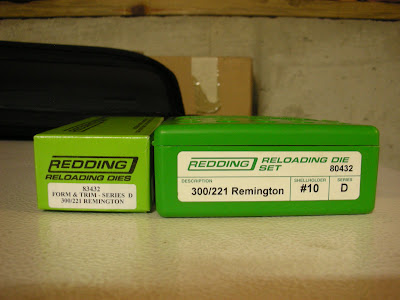 REDDING
RELOADING DIES
83432
FORM & TRIM - SERIES D
300/221 REMINGTON
REDDING RELOADING DIE
SET 80432
DESCRIPTION SHELLHOLDER SERIES
300/221 Remington #10 D